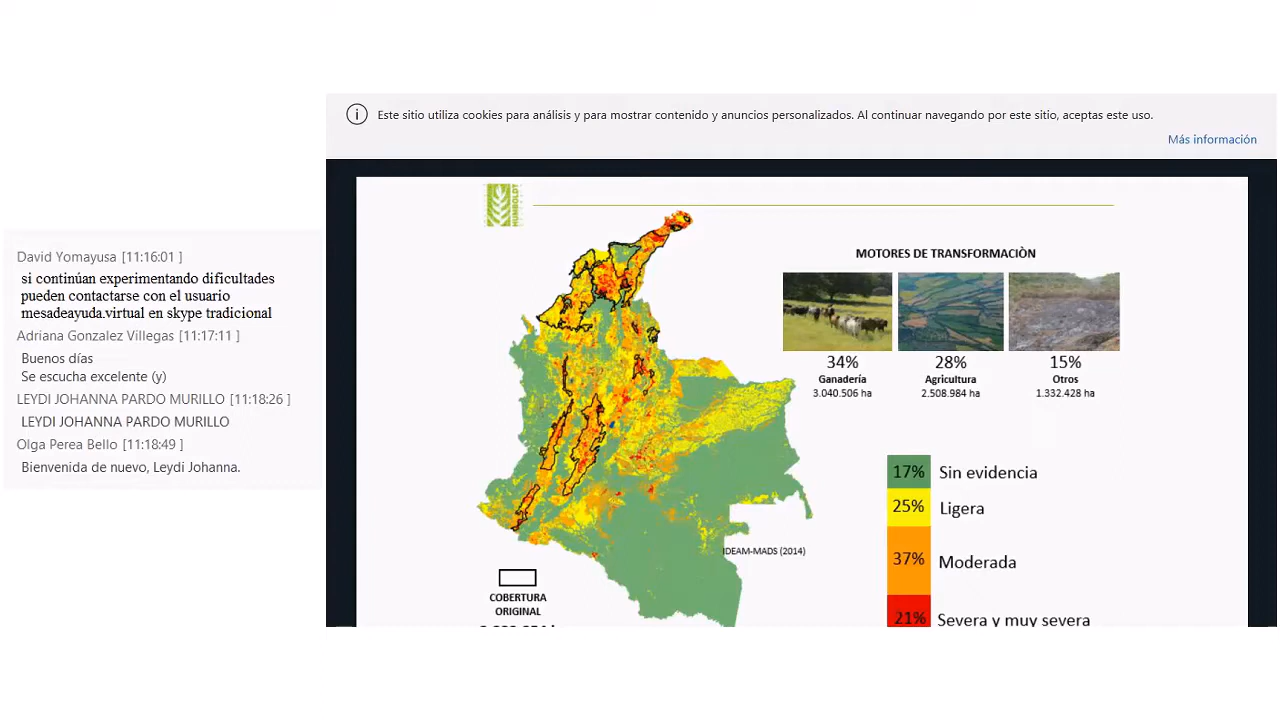 Este sitio utiliza cookies para análisis y para mostrar contenido y anuncios personalizados. Al continuar navegando por este sitio, aceptas este uso.
Más información
David Yomayusa [11:16:01 ]
si continúan experimentando dificultades
pueden contactarse con el usuario
mesadeayuda.virtual en skype tradicional
Adriana Gonzalez Villegas [11:17:11 ]
Buenos días
Se escucha excelente (y)
LEYDI JOHANNA PARDO MURILLO [11:18:26 ]
LEYDI JOHANNA PARDO MURILLO
Olga Perea Bello [11:18:49 ]
Bienvenida de nuevo, Leydi Johanna.
HUMBOLDT
MOTORES DE TRANSFORMACIÒN
34%
Ganadería
3.040.506 ha
28%
Agricultura
2.508.984 ha
15%
Otros
1.332.428 ha
17% Sin evidencia
25% Ligera
37% Moderada
21% Severa y muy severa
IDEAM-MADS (2014)
COBERTURA
ORIGINAL